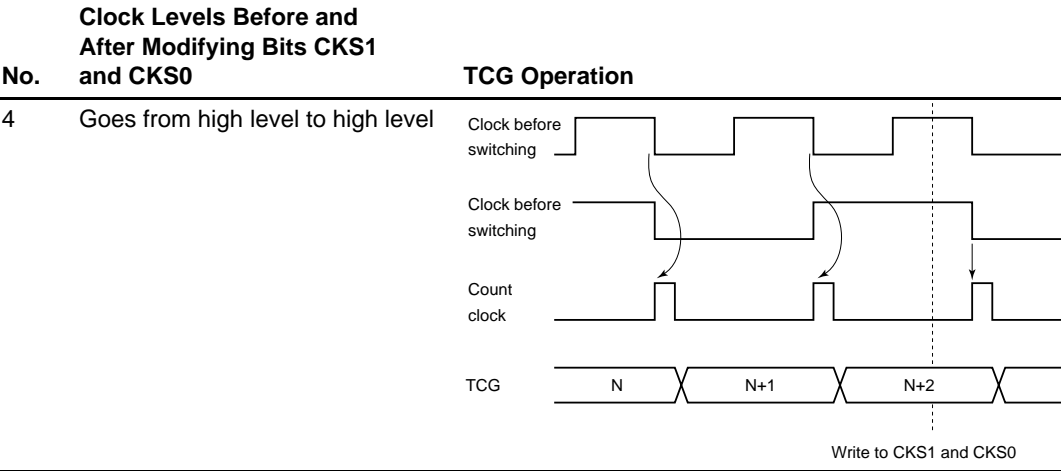 Clock Levels Before and
After Modifying Bits CKS1
No. and CKS0 TCG Operation
4 Goes from high level to high level
Clock before
switching
Clock before
switching
Count
clock
TCG N N+1 N+2
Write to CKS1 and CKS0